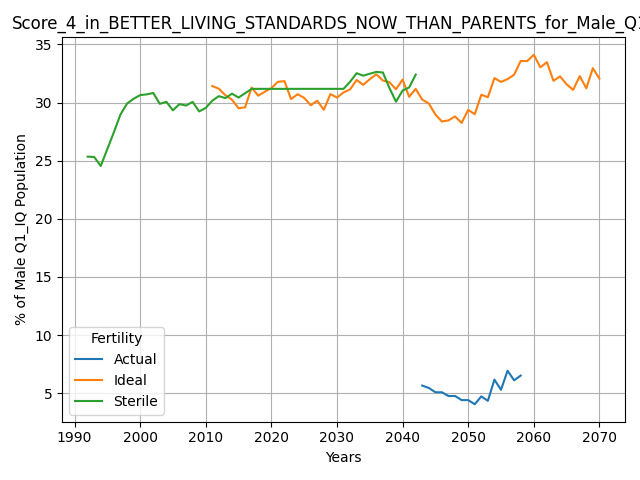 Score_4_in_BETTER_LIVING_STANDARDS_NOW_THAN_PARENTS_for_Male_Q1
35
30
25
20
15
10
5
% of Male Q1_IQ Population
Fertility
Actual
Ideal
Sterile
1990 2000 2010 2020 2030 2040 2050 2060 2070
Years